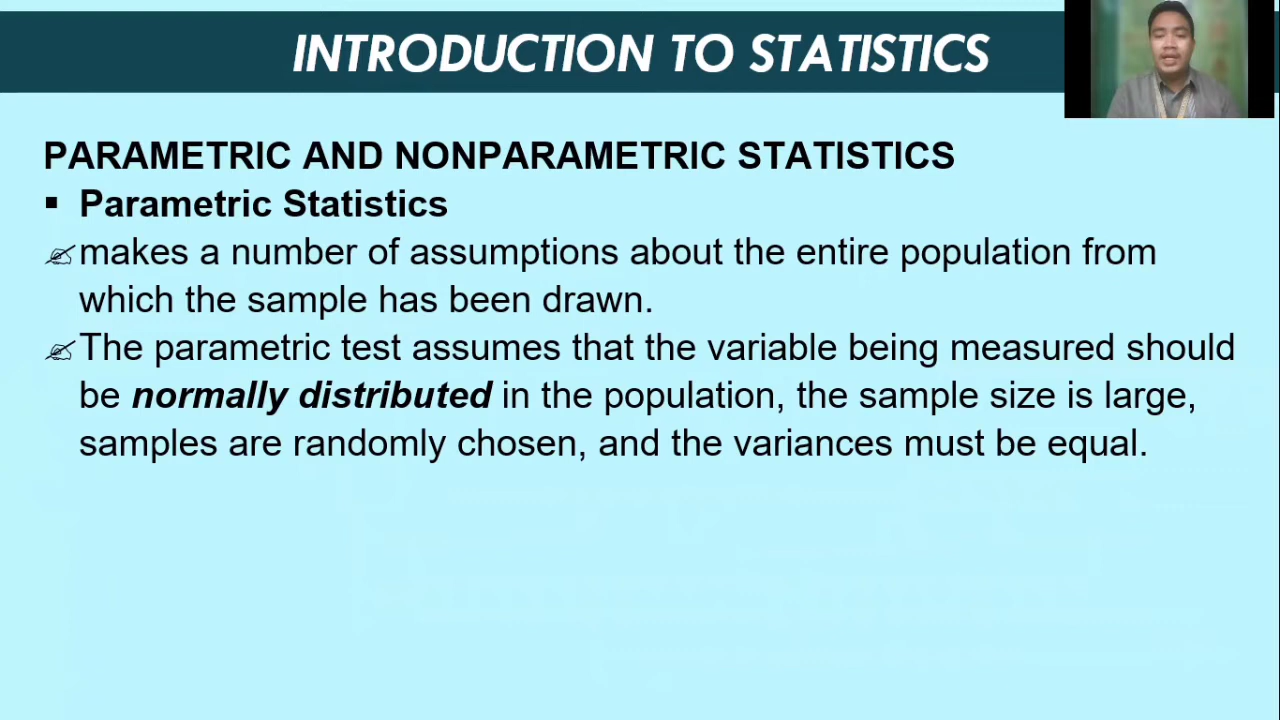 INTRODUCTION TO STATISTICS
PARAMETRIC AND NONPARAMETRIC STATISTICS
▪ Parametric Statistics
✍makes a number of assumptions about the entire population from
which the sample has been drawn.
✍The parametric test assumes that the variable being measured should
be normally distributed in the population, the sample size is large,
samples are randomly chosen, and the variances must be equal.